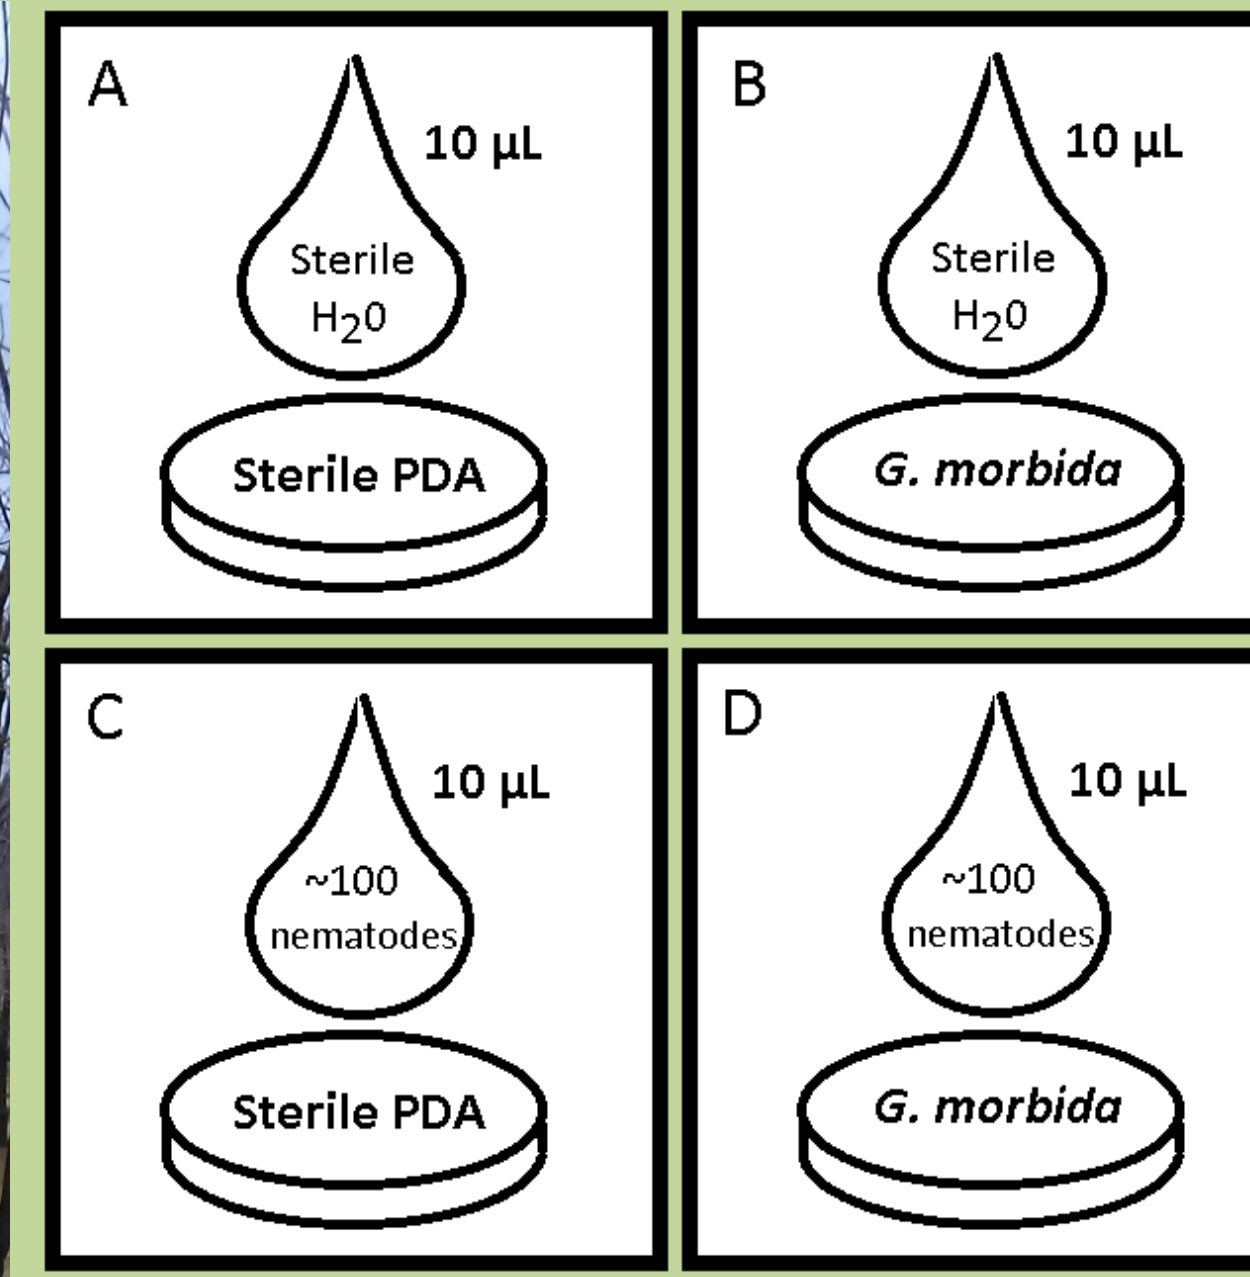 A
10 µL
Sterile
H₂0
Sterile PDA
B
10 µL
Sterile
H₂0
G. morbida
C
10 µL
~100
nematodes
Sterile PDA
D
10 µL
~100
nematodes
G. morbida